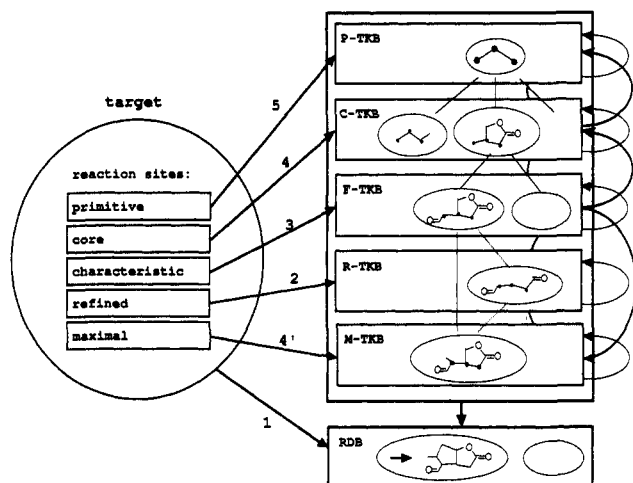 target
reaction sites:
primitive
core
characteristic
refined
maximal
5
4
3
2
4'
1
P-TKB
C-TKB
O
O
F-TKB
O
O
O
R-TKB
O
O
M-TKB
O
O
O
RDB
O
O
O